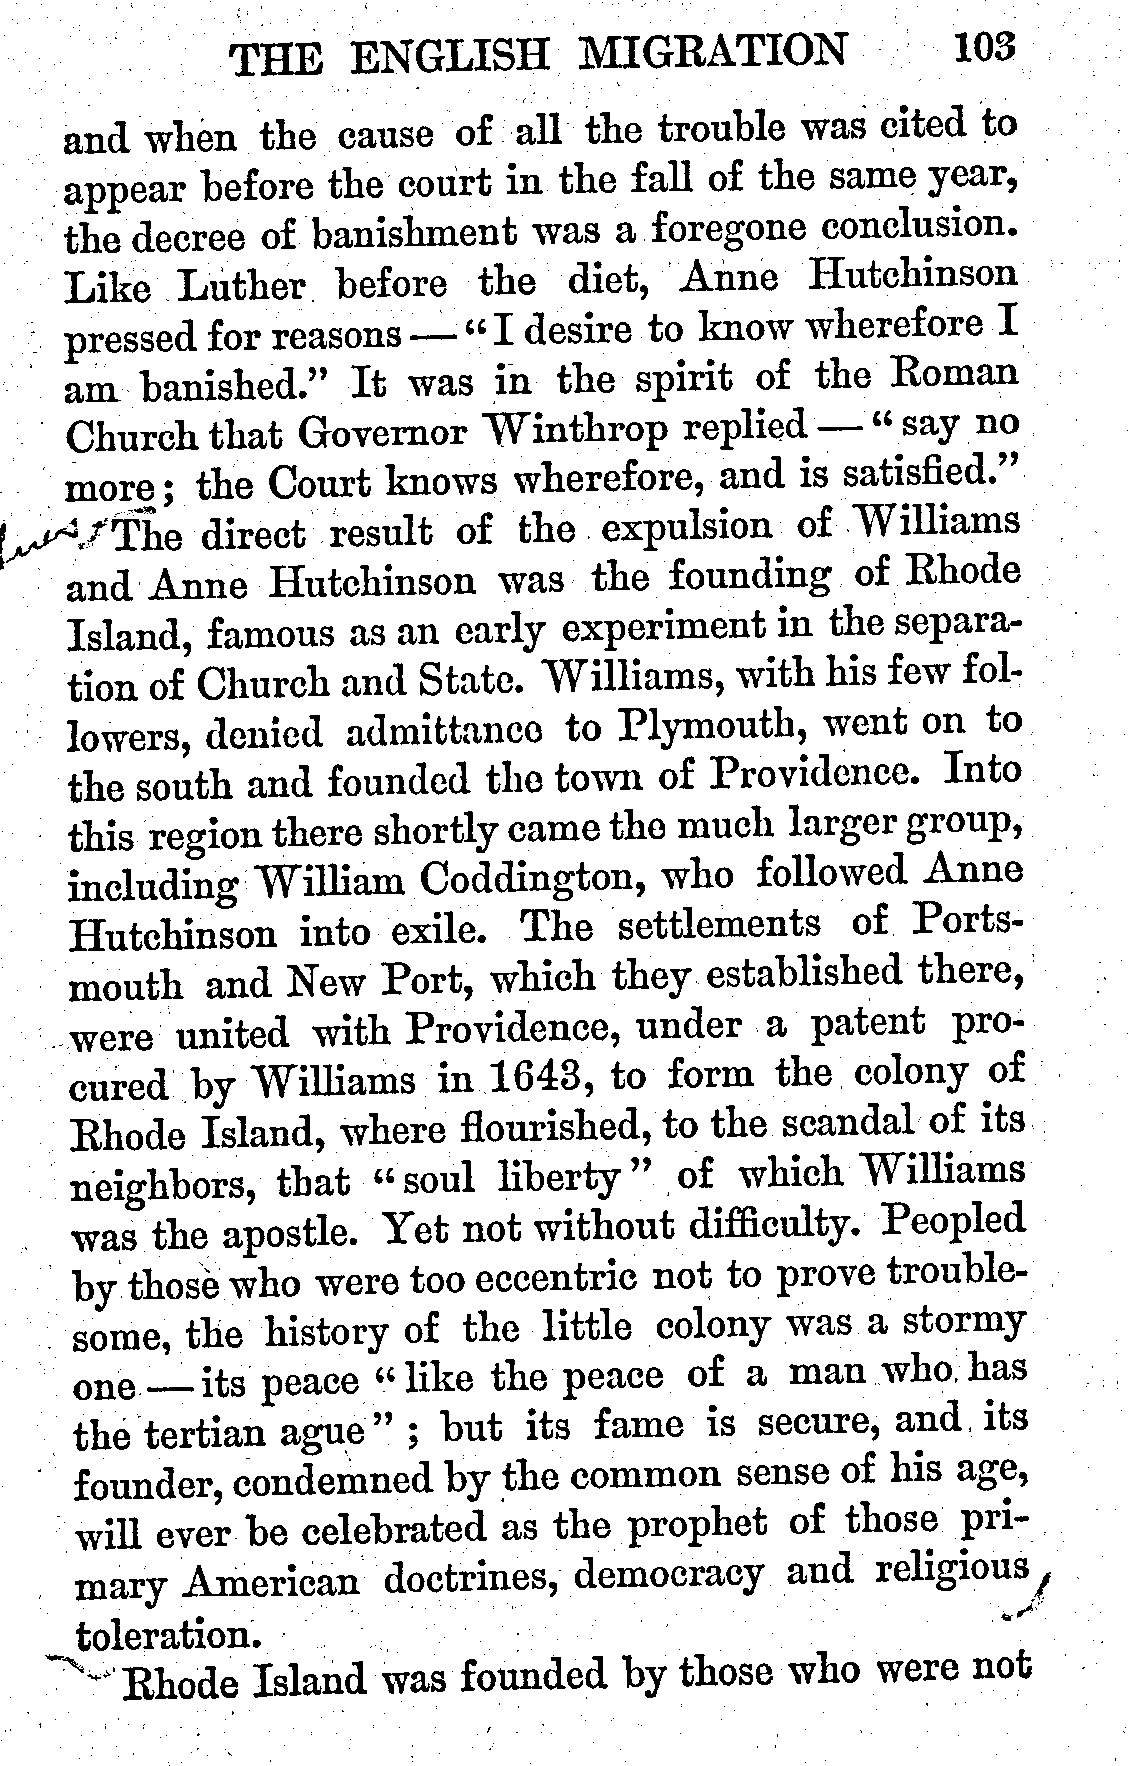 THE ENGLISH MIGRATION 103
and when the cause of all the trouble was cited to
appear before the court in the fall of the same year,
the decree of banishment was a foregone conclusion.
Like Luther before the diet, Anne Hutchinson
pressed for reasons — "I desire to know wherefore I
am banished." It was in the spirit of the Roman
Church that Governor Winthrop replied — "say no
more; the Court knows wherefore, and is satisfied."
The direct result of the expulsion of Williams
and Anne Hutchinson was the founding of Rhode
Island, famous as an early experiment in the separa-
tion of Church and State. Williams, with his few fol-
lowers, denied admittance to Plymouth, went on to
the south and founded the town of Providence. Into
this region there shortly came the much larger group,
including William Coddington, who followed Anne
Hutchinson into exile. The settlements of Ports-
mouth and New Port, which they established there,
were united with Providence, under a patent pro-
cured by Williams in 1643, to form the colony of
Rhode Island, where flourished, to the scandal of its
neighbors, that "soul liberty" of which Williams
was the apostle. Yet not without difficulty. Peopled
by those who were too eccentric not to prove trouble-
some, the history of the little colony was a stormy
one — its peace "like the peace of a man who has
the tertian ague"; but its fame is secure, and its
founder, condemned by the common sense of his age,
will ever be celebrated as the prophet of those pri-
mary American doctrines, democracy and religious
toleration.
Rhode Island was founded by those who were not